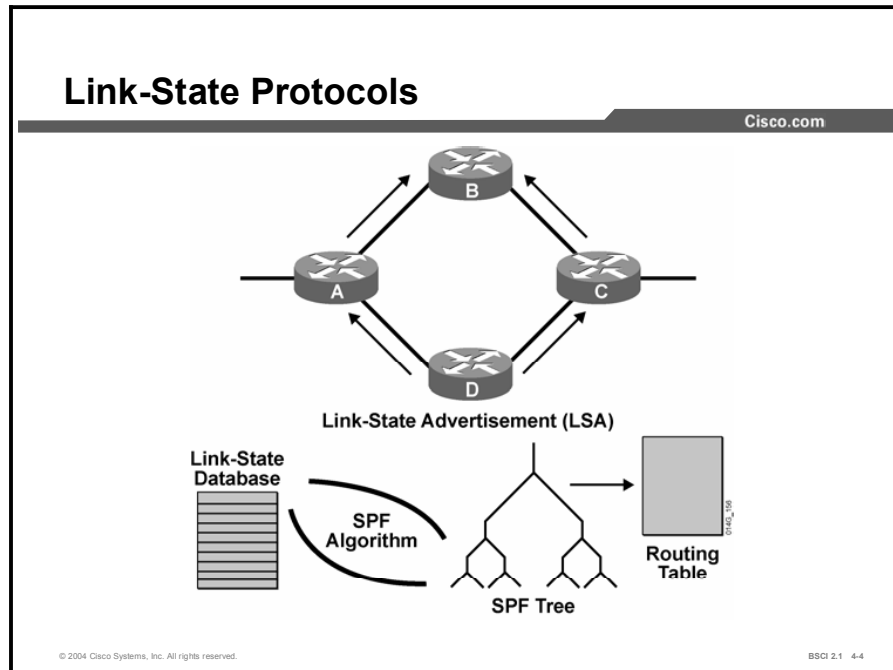 Link-State Protocols
Cisco.com
B
A
C
D
Link-State Advertisement (LSA)
Link-State
Database
SPF
Algorithm
SPF Tree
014G_156
Routing
Table
© 2004 Cisco Systems, Inc. All rights reserved.
BSCI 2.1 4-4